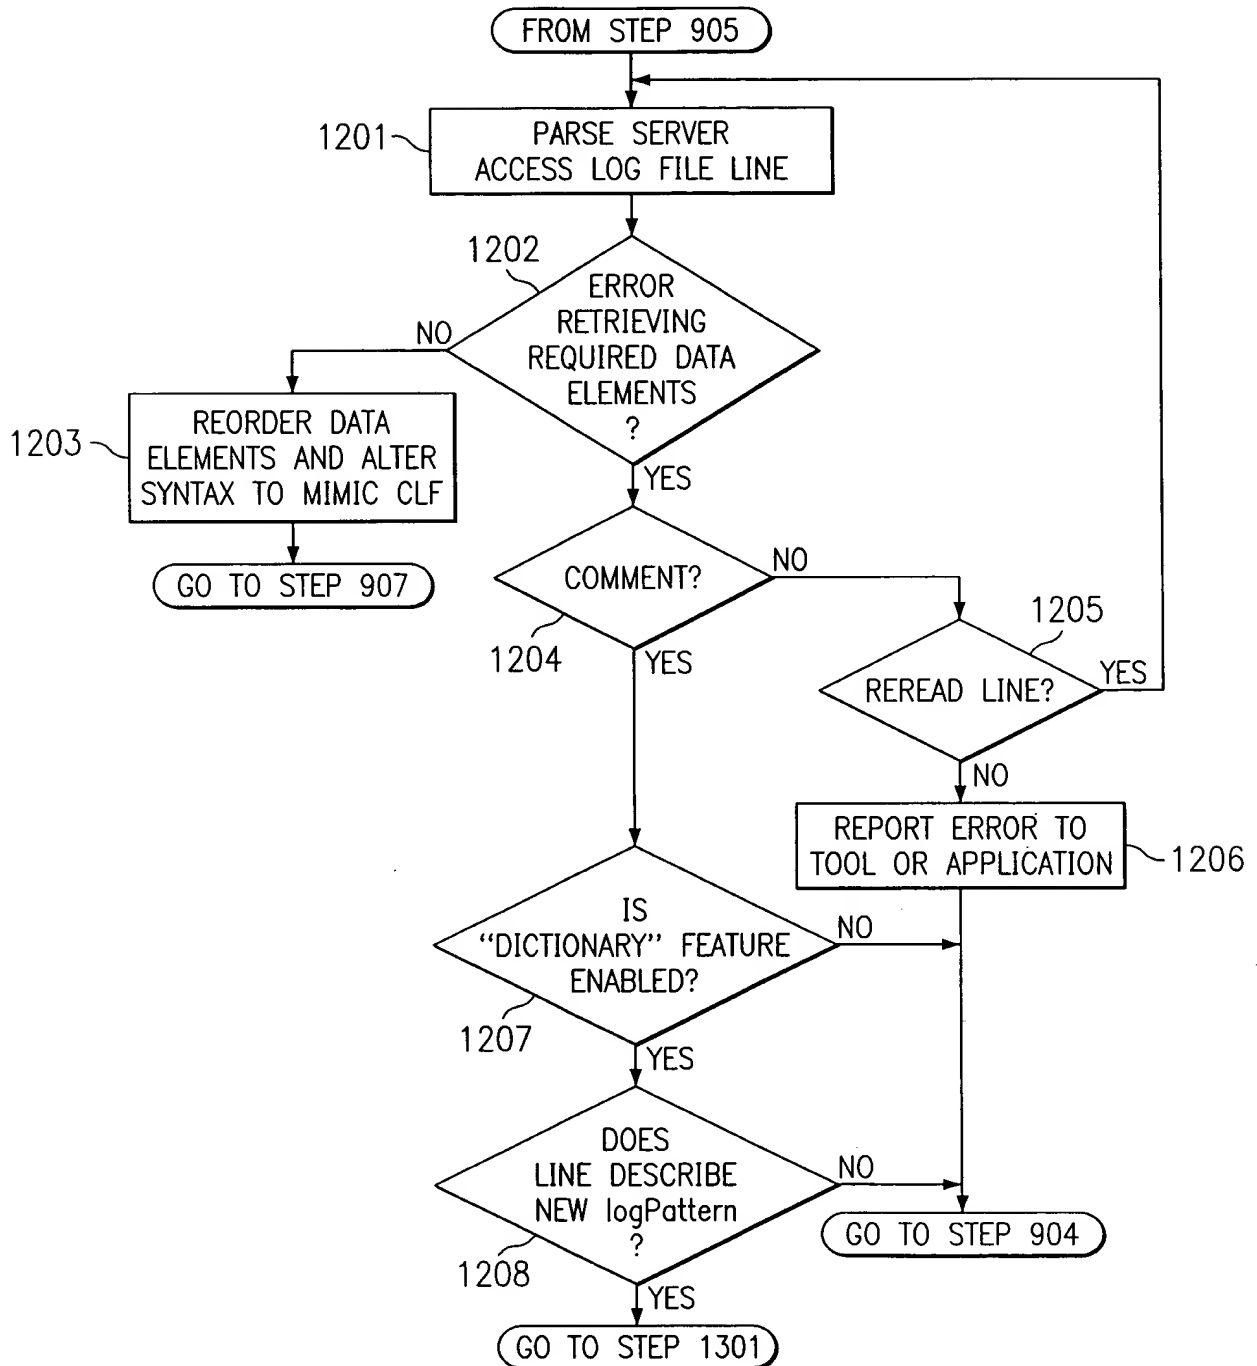 FROM STEP 905
1201
PARSE SERVER
ACCESS LOG FILE LINE
1202
ERROR
RETRIEVING
REQUIRED DATA
ELEMENTS
?
NO
YES
1203
REORDER DATA
ELEMENTS AND ALTER
SYNTAX TO MIMIC CLF
GO TO STEP 907
COMMENT?
NO
1204
YES
1205
REREAD LINE?
YES
NO
REPORT ERROR TO
TOOL OR APPLICATION
1206
IS
“DICTIONARY” FEATURE
ENABLED?
NO
1207
YES
DOES
LINE DESCRIBE
NEW logPattern
?
NO
1208
YES
GO TO STEP 904
GO TO STEP 1301